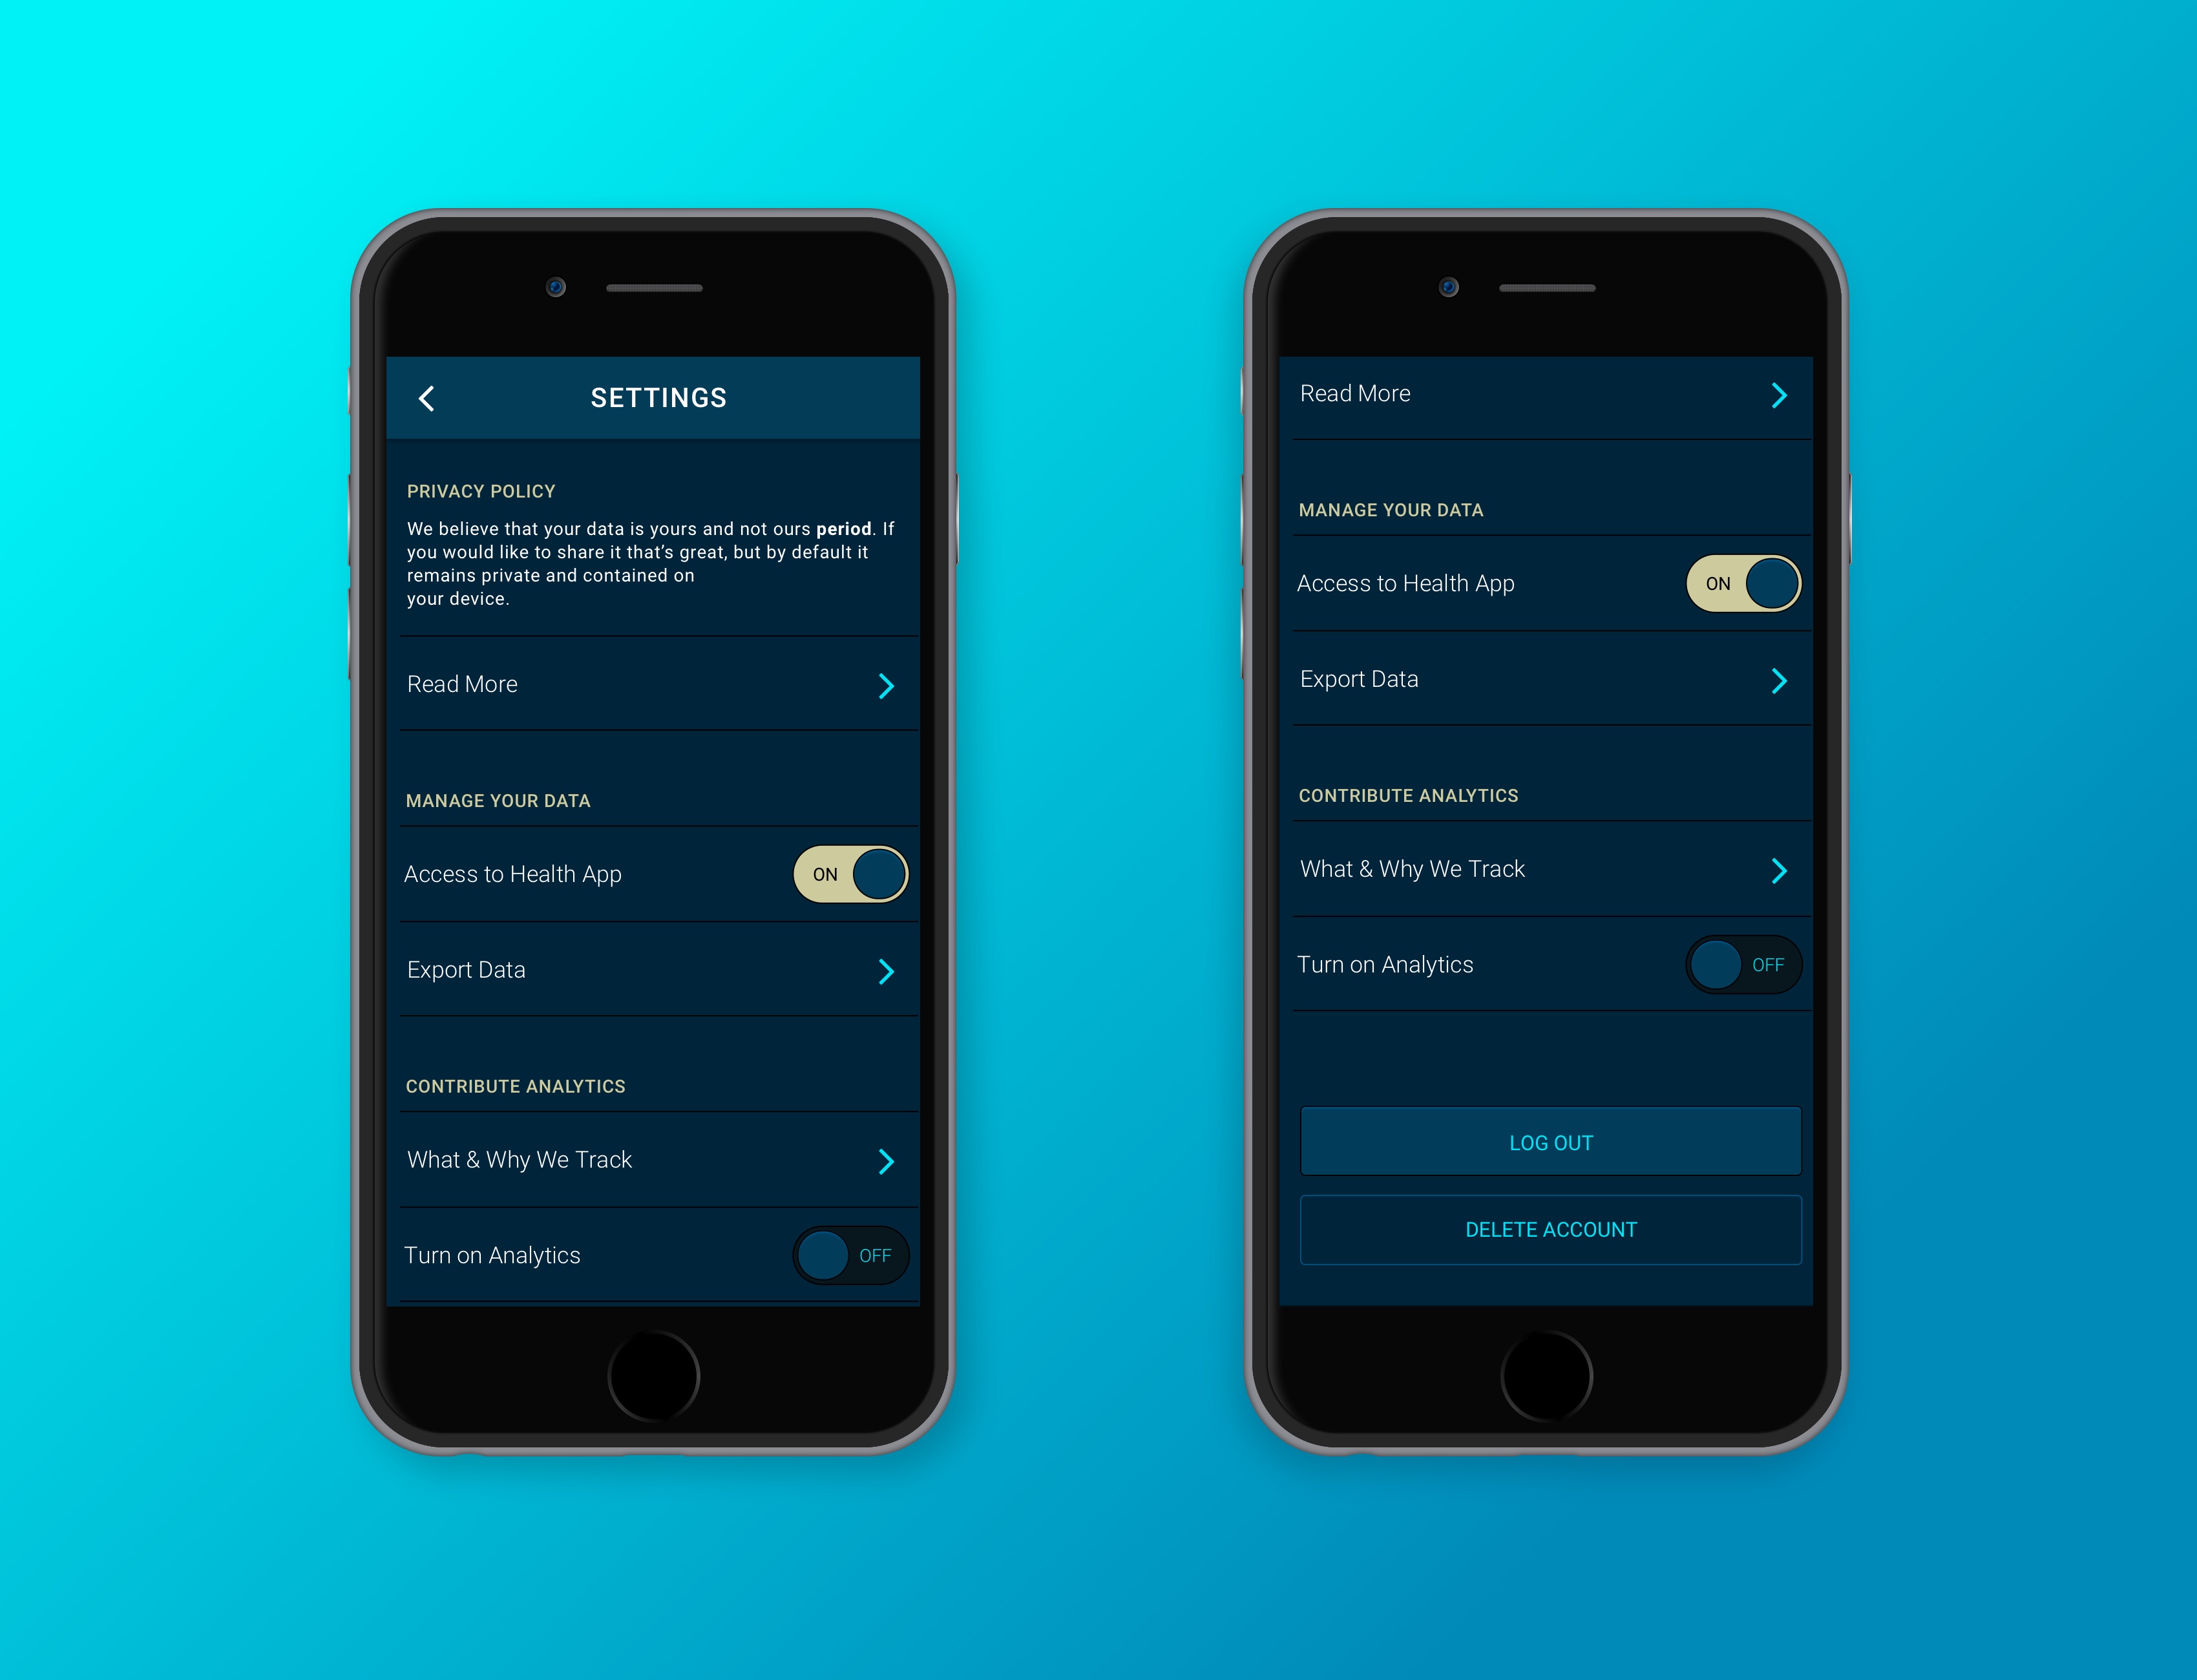 SETTINGS
PRIVACY POLICY
We believe that your data is yours and not ours period. If
you would like to share it that’s great, but by default it
remains private and contained on
your device.
Read More
MANAGE YOUR DATA
Access to Health App
ON
Export Data
CONTRIBUTE ANALYTICS
What & Why We Track
Turn on Analytics
OFF
Read More
MANAGE YOUR DATA
Access to Health App
ON
Export Data
CONTRIBUTE ANALYTICS
What & Why We Track
Turn on Analytics
OFF
LOG OUT
DELETE ACCOUNT